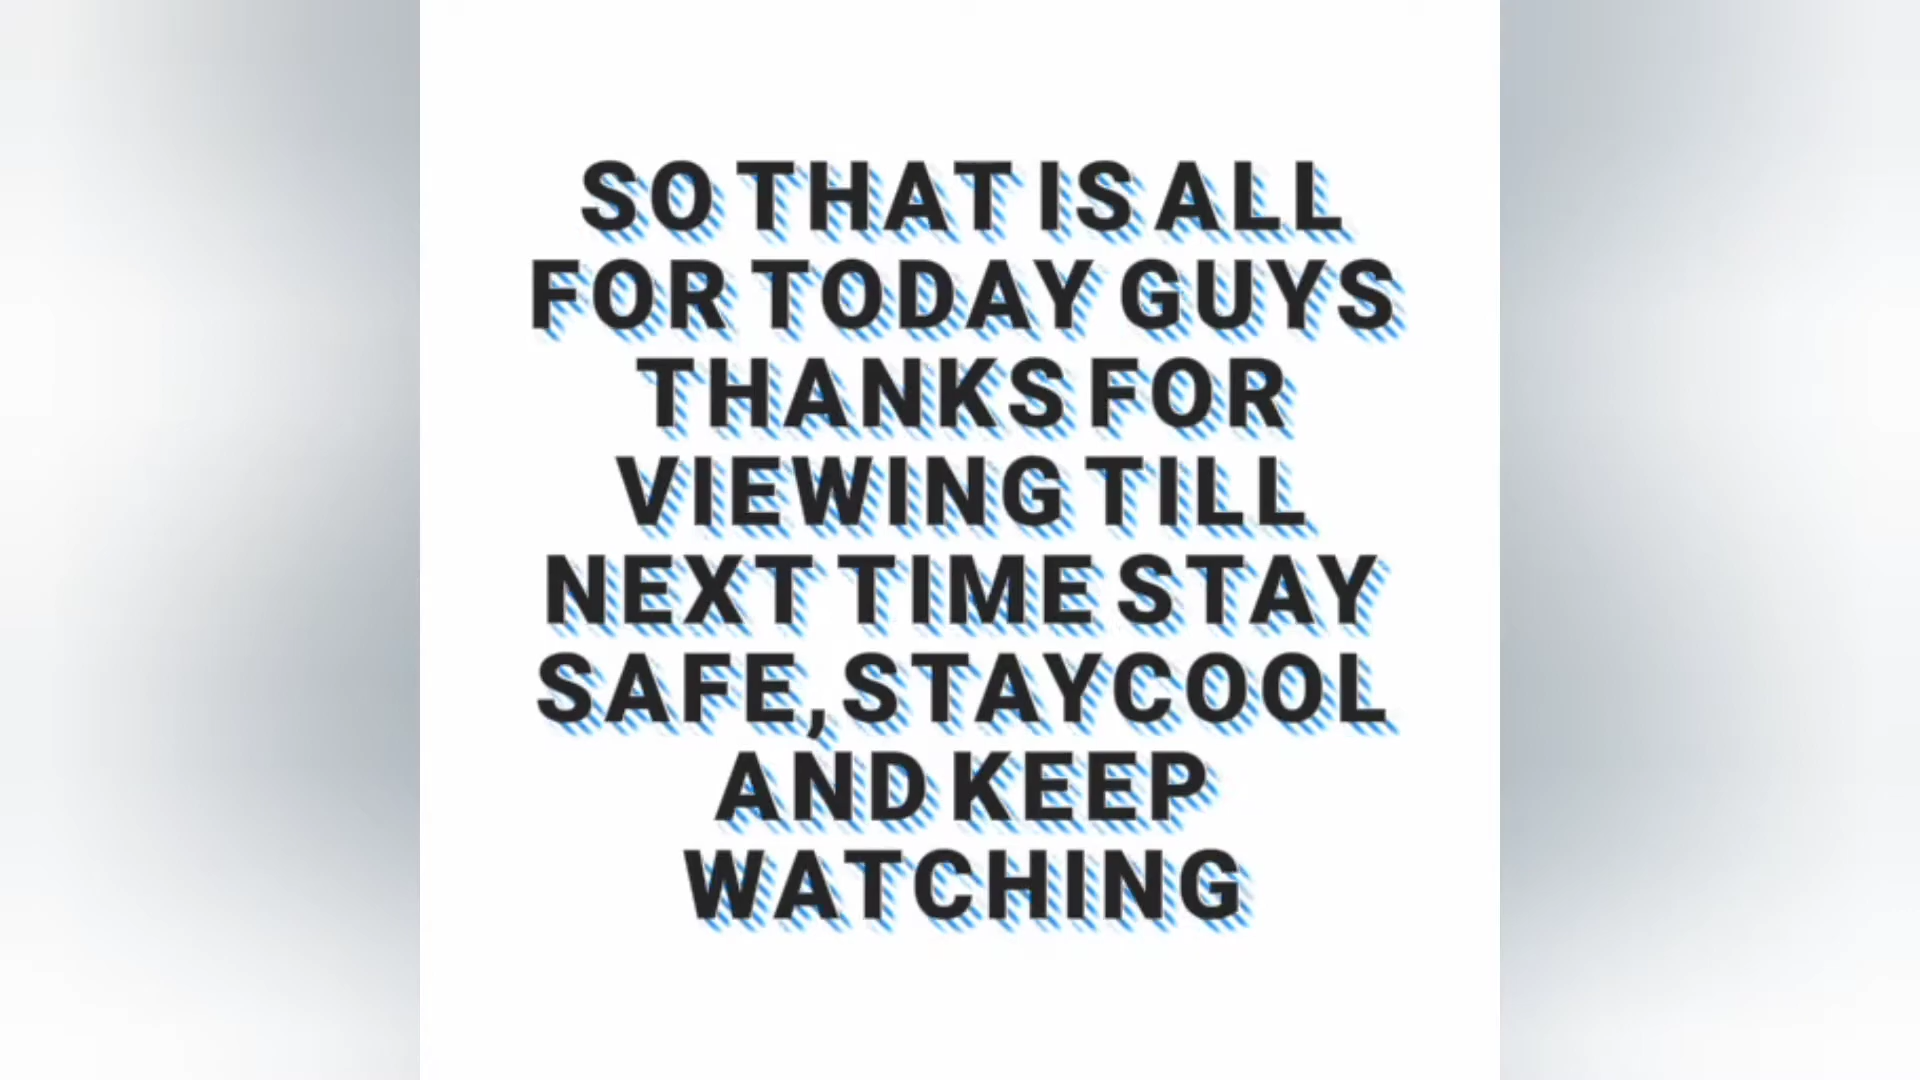 SO THAT IS ALL
FOR TODAY GUYS
THANKS FOR
VIEWING TILL
NEXT TIME STAY
SAFE,STAYCOOL
AND KEEP
WATCHING